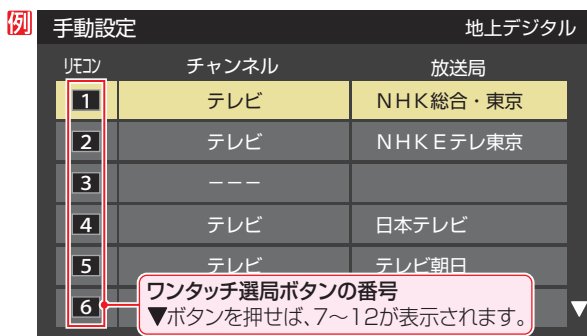 例
手動設定 地上デジタル
リモコン チャンネル 放送局
1 テレビ NHK総合・東京
2 テレビ NHKEテレ東京
3 −−−
4 テレビ 日本テレビ
5 テレビ テレビ朝日
6
ワンタッチ選局ボタンの番号
▼ボタンを押せば、7〜12が表示されます。
▼